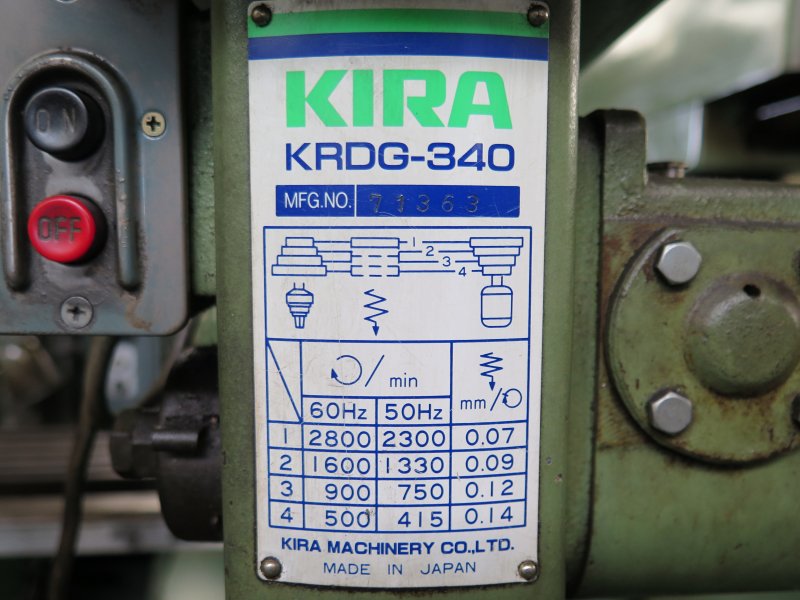 ON
OFF
KIRA
KRDG-340
MFG.NO. 71363
1
2
3
4
/min
mm/
60Hz 50Hz
1 2800 2300 0.07
2 1600 1330 0.09
3 900 750 0.12
4 500 415 0.14
KIRA MACHINERY CO.,LTD.
MADE IN JAPAN